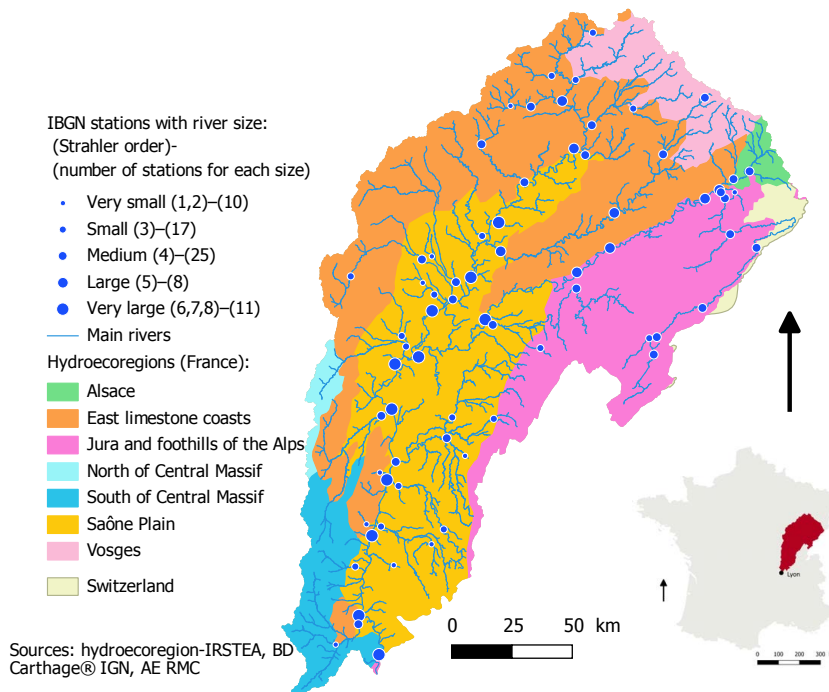 IBGN stations with river size:
(Strahler order)-
(number of stations for each size)
Very small (1,2)–(10)
Small (3)–(17)
Medium (4)–(25)
Large (5)–(8)
Very large (6,7,8)–(11)
Main rivers
Hydroecoregions (France):
Alsace
East limestone coasts
Jura and foothills of the Alps
North of Central Massif
South of Central Massif
Saône Plain
Vosges
Switzerland
Sources: hydroecoregion-IRSTEA, BD
Carthage® IGN, AE RMC
0 25 50 km
Lyon
0 100 200 300